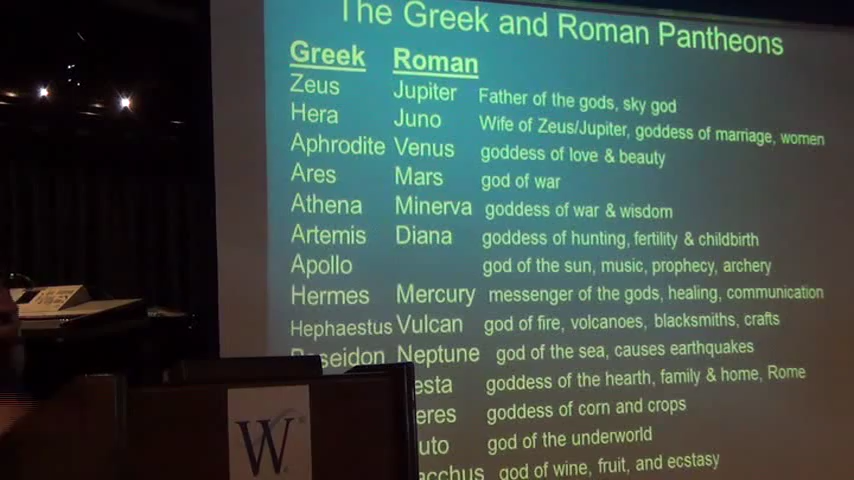 The Greek and Roman Pantheons
Greek Roman
Zeus Jupiter Father of the gods, sky god
Hera Juno Wife of Zeus/Jupiter, goddess of marriage, women
Aphrodite Venus goddess of love & beauty
Ares Mars god of war
Athena Minerva goddess of war & wisdom
Artemis Diana goddess of hunting, fertility & childbirth
Apollo god of the sun, music, prophecy, archery
Hermes Mercury messenger of the gods, healing, communication
Hephaestus Vulcan god of fire, volcanoes, blacksmiths, crafts
Poseidon Neptune god of the sea, causes earthquakes
esta goddess of the hearth, family & home, Rome
eres goddess of corn and crops
uto god of the underworld
acchus god of wine, fruit, and ecstasy
W